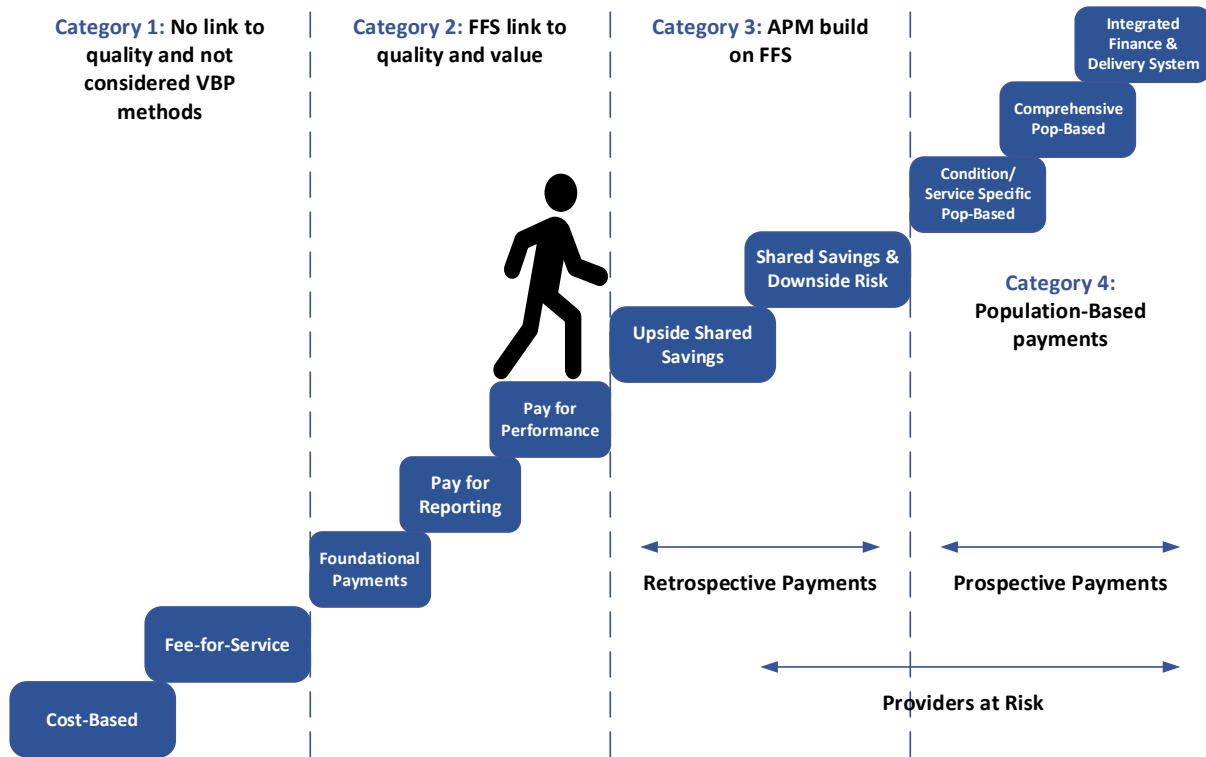 Category 1: No link to
quality and not
considered VBP
methods
Category 2: FFS link to
quality and value
Category 3: APM build
on FFS
Integrated
Finance &
Delivery System
Comprehensive
Pop-Based
Condition/
Service Specific
Pop-Based
Shared Savings &
Downside Risk
Category 4:
Population-Based
payments
Upside Shared
Savings
Pay for
Performance
Pay for
Reporting
Foundational
Payments
Retrospective Payments
Prospective Payments
Fee-for-Service
Providers at Risk
Cost-Based